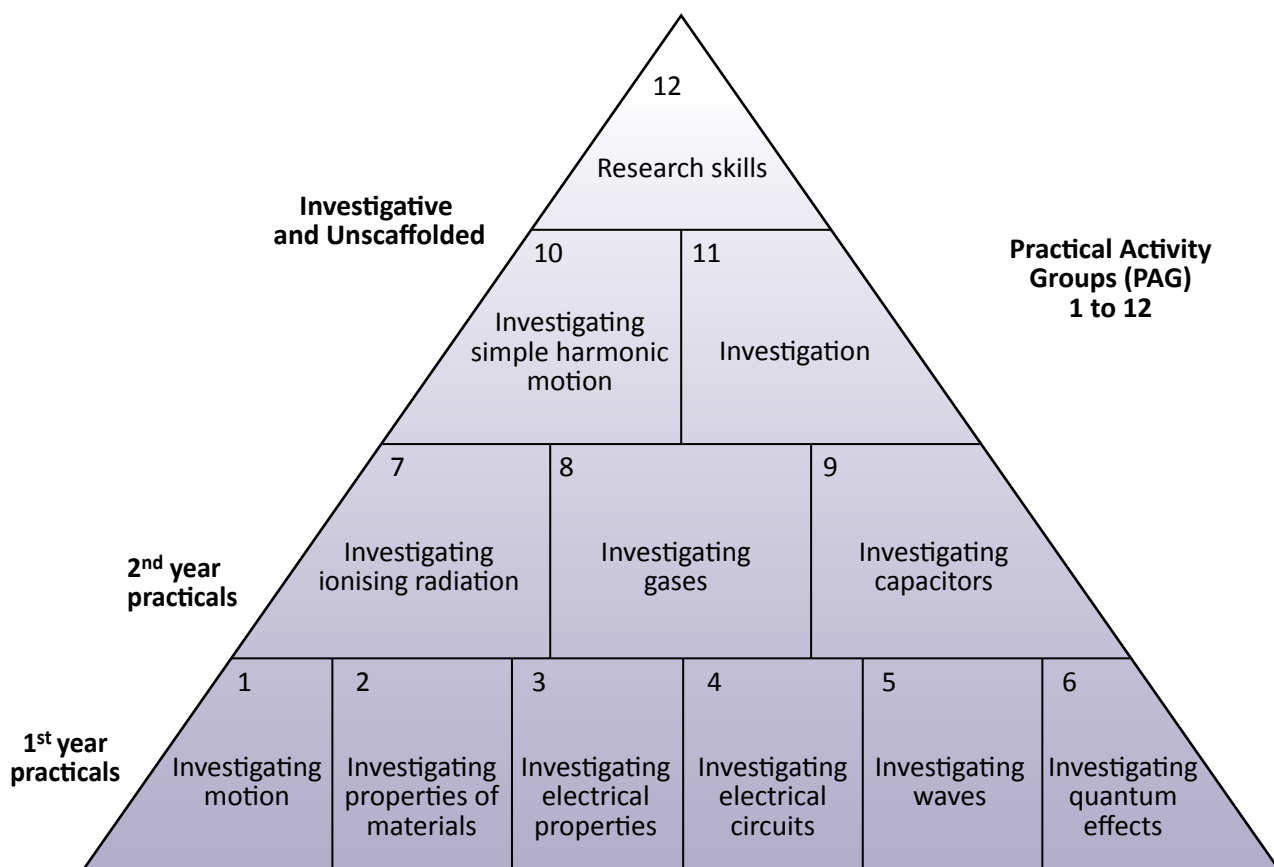 12
Research skills
Investigative
and Unscaffolded
Practical Activity
Groups (PAG)
1 to 12
10
Investigating
simple harmonic
motion
11
Investigation
2nd year
practicals
7
Investigating
ionising radiation
8
Investigating
gases
9
Investigating
capacitors
1st year
practicals
1
Investigating
motion
2
Investigating
properties of
materials
3
Investigating
electrical
properties
4
Investigating
electrical
circuits
5
Investigating
waves
6
Investigating
quantum
effects